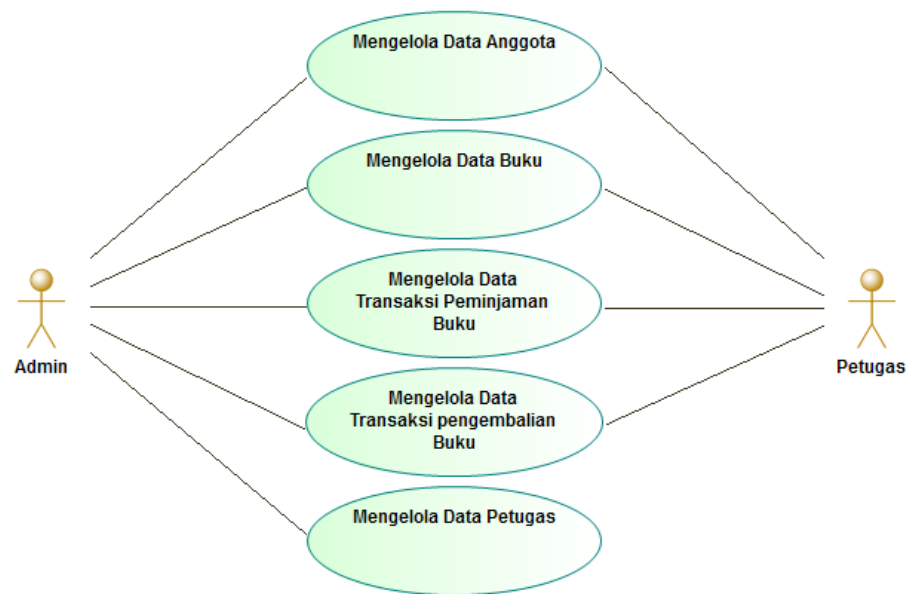 Mengelola Data Anggota
Mengelola Data Buku
Mengelola Data
Transaksi Peminjaman
Buku
Admin
Petugas
Mengelola Data
Transaksi pengembalian
Buku
Mengelola Data Petugas